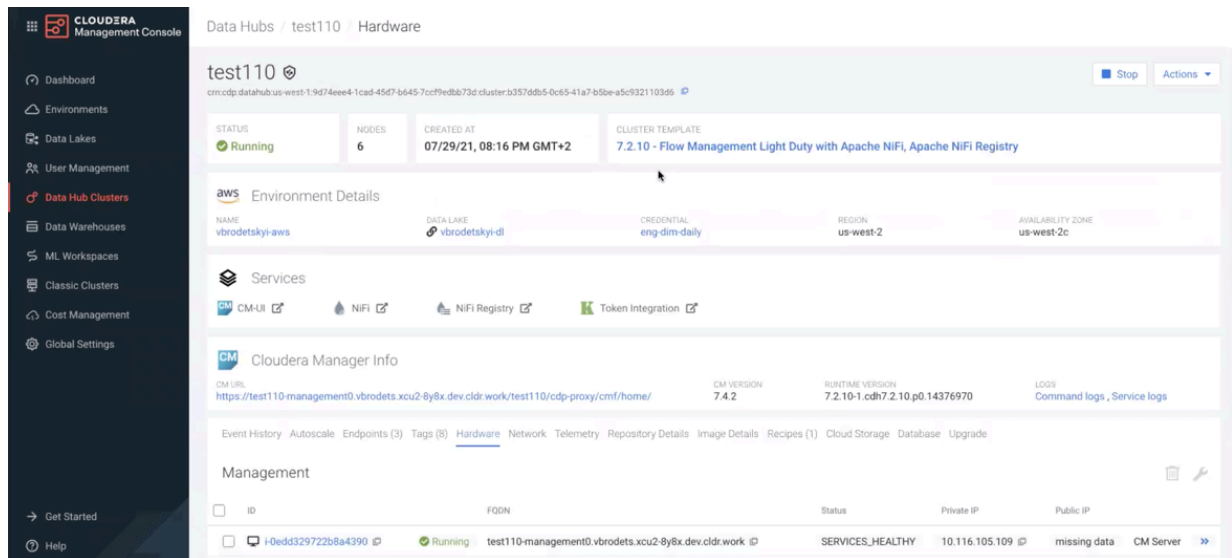 CLOUDERA
Management Console
Dashboard
Environments
Data Lakes
User Management
Data Hub Clusters
Data Warehouses
ML Workspaces
Classic Clusters
Cost Management
Global Settings
Get Started
Help
Data Hubs / test110 / Hardware
test110
crn:cdp:datahub:us-west-1:9d74eee4-1cad-45d7-b645-7ccf9edbb73d:cluster:b357ddb5-0c65-41a7-b5be-a5c9321103d6
Stop Actions
STATUS NODES CREATED AT CLUSTER TEMPLATE
Running 6 07/29/21, 08:16 PM GMT+2 7.2.10 - Flow Management Light Duty with Apache NiFi, Apache NiFi Registry
aws Environment Details
NAME DATA LAKE CREDENTIAL REGION AVAILABILITY ZONE
vbrodetskyi-aws vbrodetskyi-dl eng-dim-daily us-west-2 us-west-2c
Services
CM CM-UI NiFi NiFi Registry Token Integration
CM Cloudera Manager Info
CM URL CM VERSION RUNTIME VERSION LOGS
https://test110-management0.vbrodets.xcu2-8y8x.dev.cldr.work/test110/cdp-proxy/cmf/home/ 7.4.2 7.2.10-1.cdh7.2.10.p0.14376970 Command logs , Service logs
Event History Autoscale Endpoints (3) Tags (8) Hardware Network Telemetry Repository Details Image Details Recipes (1) Cloud Storage Database Upgrade
Management
ID FQDN Status Private IP Public IP
i-0edd329722b8a4390 Running test110-management0.vbrodets.xcu2-8y8x.dev.cldr.work SERVICES_HEALTHY 10.116.105.109 missing data CM Server »